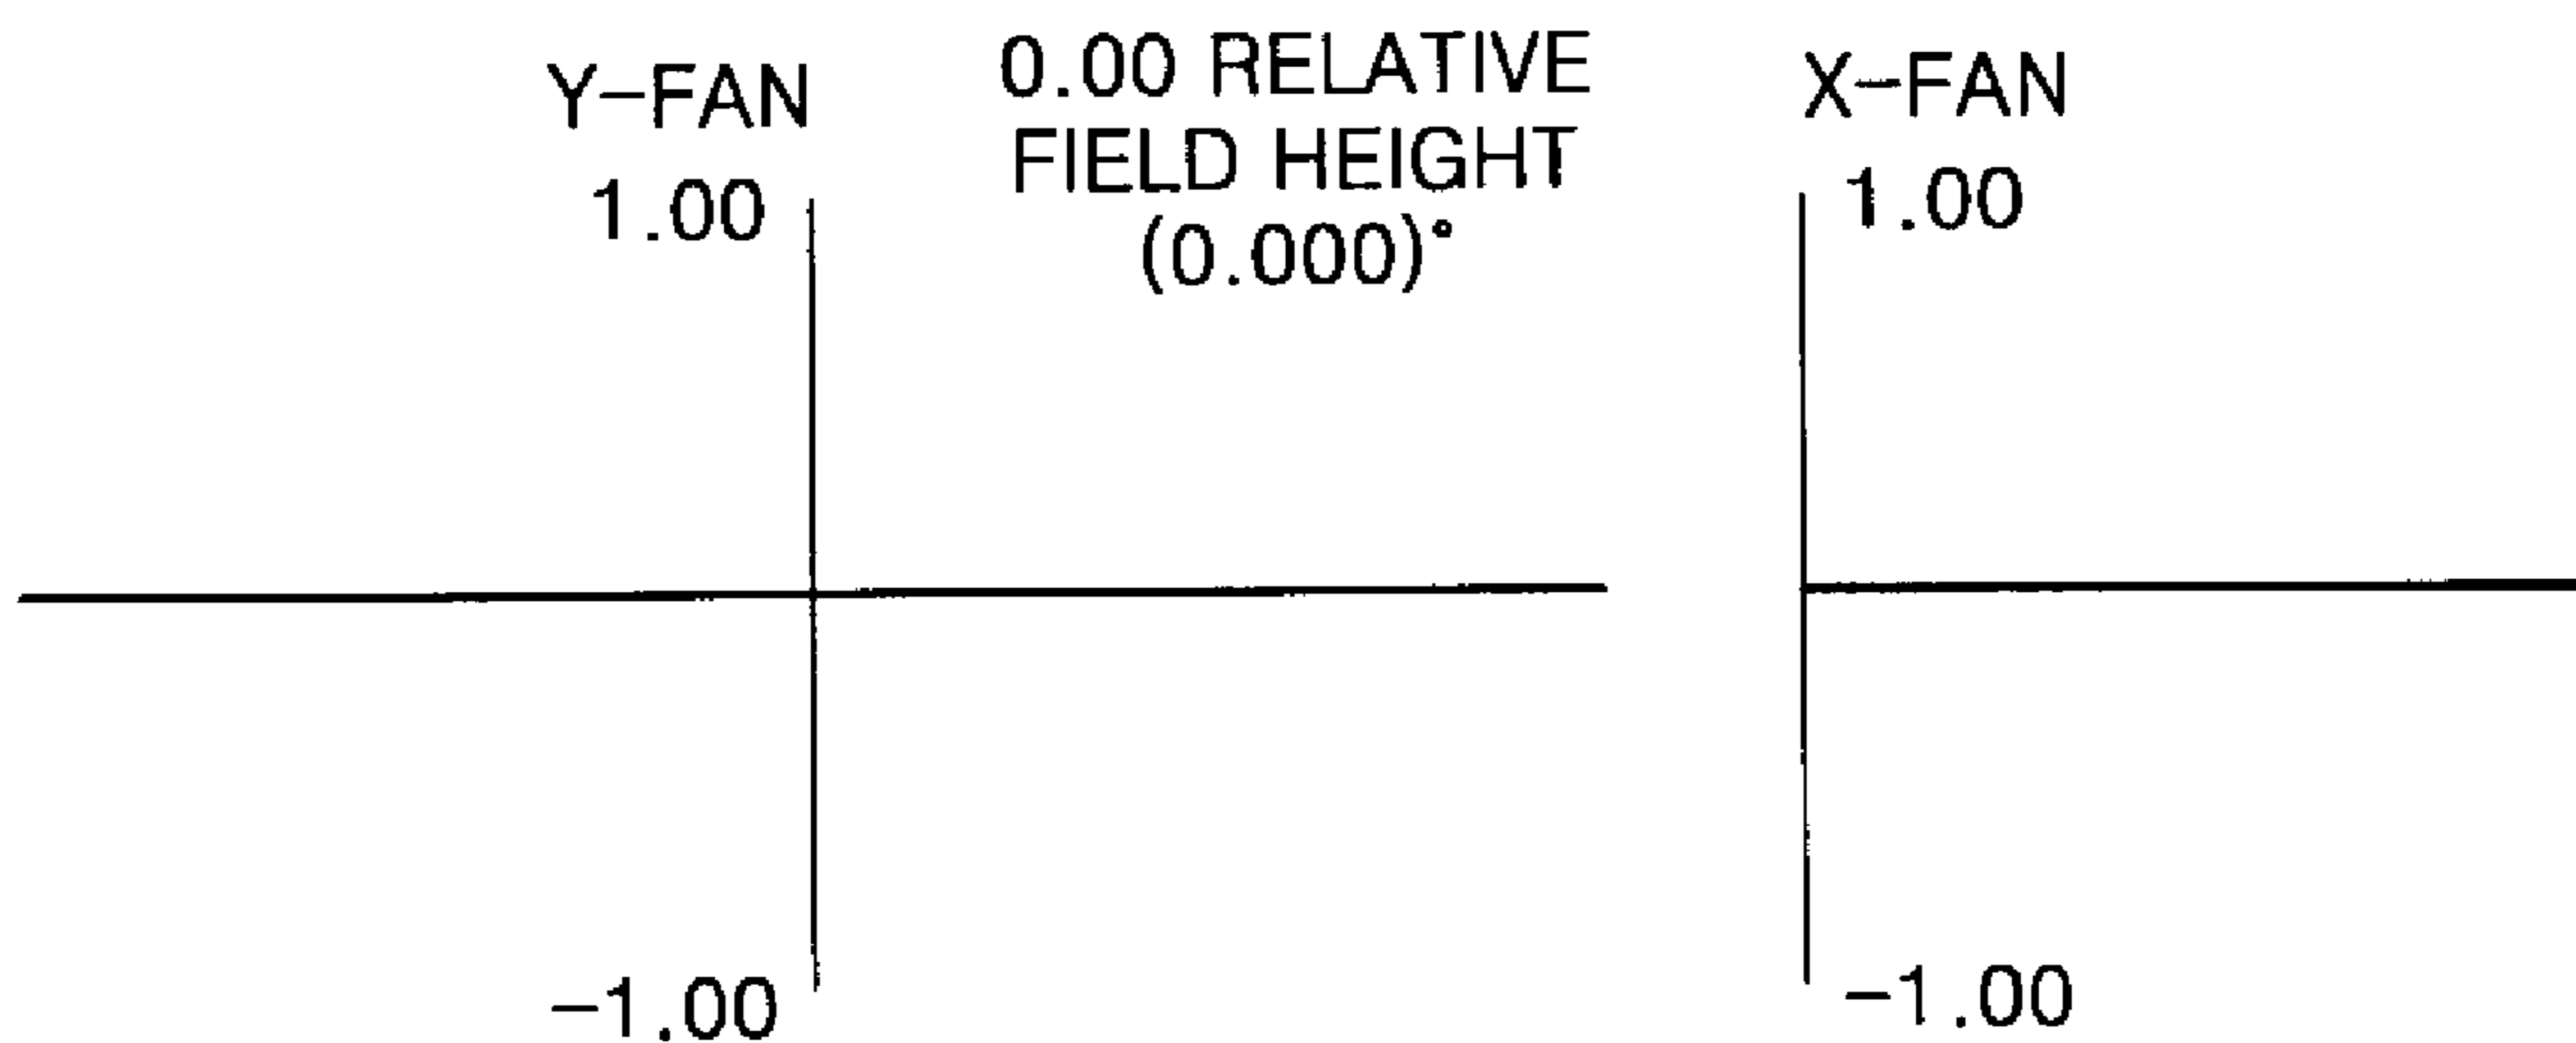 Y-FAN
1.00
-1.00
0.00 RELATIVE
FIELD HEIGHT
(0.000)°
X-FAN
1.00
-1.00